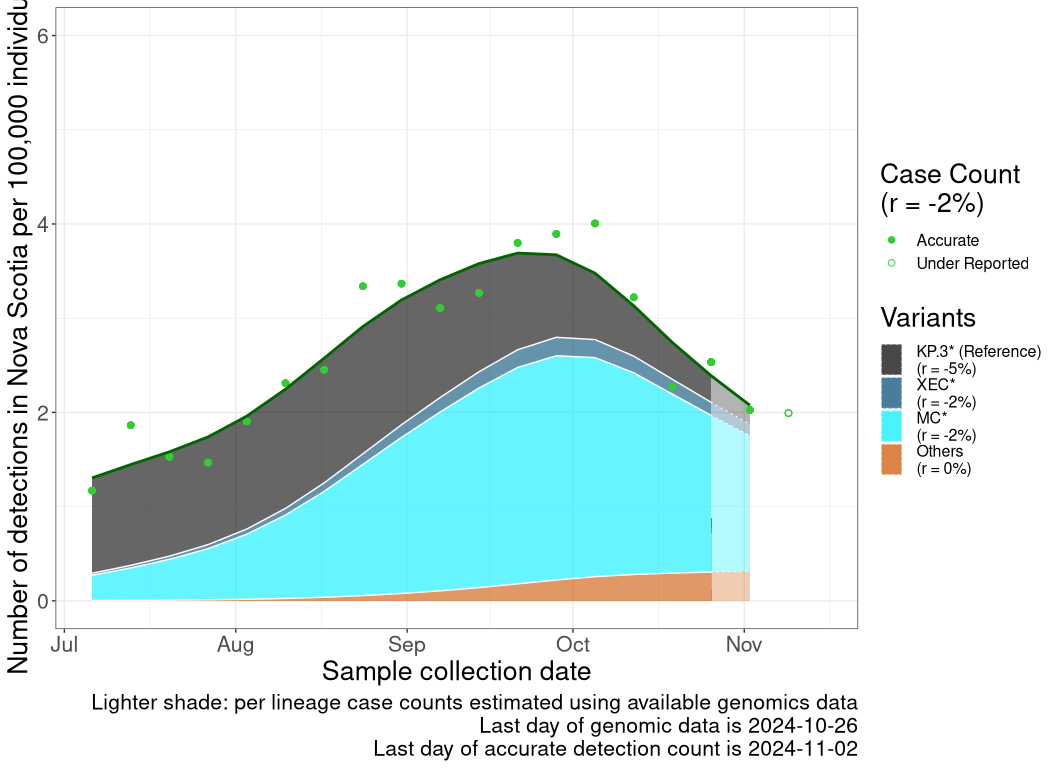 Number of detections in Nova Scotia per 100,000 individu
6
4
2
0
Jul Aug Sep Oct Nov
Sample collection date
Lighter shade: per lineage case counts estimated using available genomics data
Last day of genomic data is 2024-10-26
Last day of accurate detection count is 2024-11-02
Case Count
(r = -2%)
Accurate
Under Reported
Variants
KP.3* (Reference)
(r = -5%)
XEC*
(r = -2%)
MC*
(r = -2%)
Others
(r = 0%)